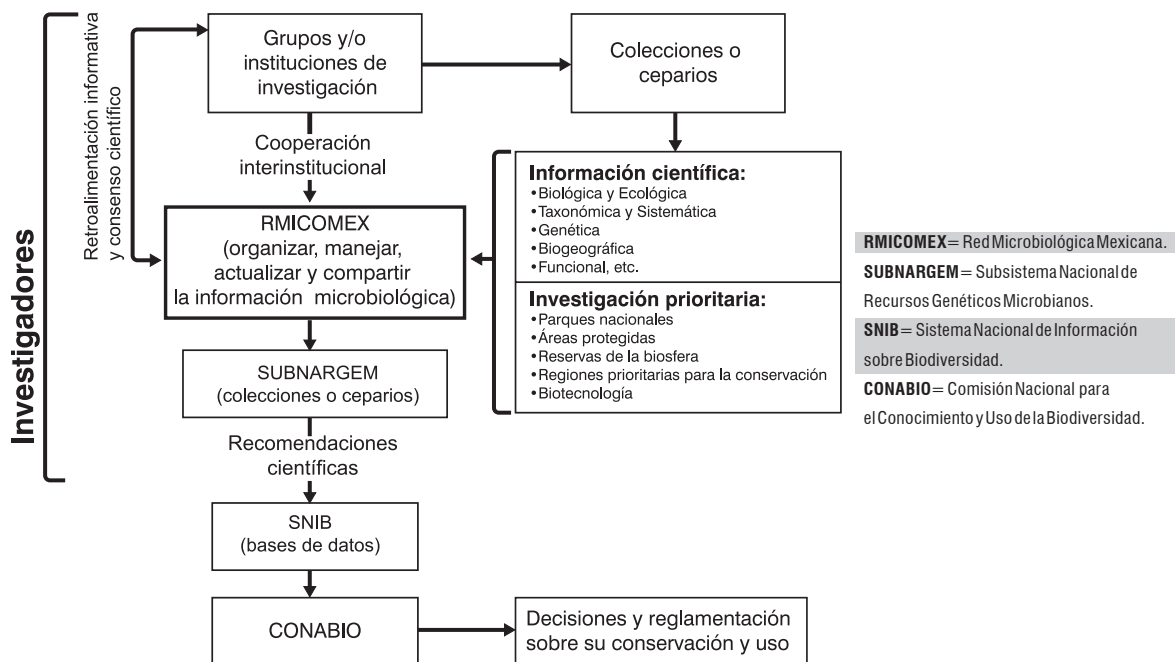 Investigadores
Retroalimentación informativa
y consenso científico
Grupos y/o
instituciones de
investigación
Colecciones o
ceparios
Cooperación
interinstitucional
RMICOMEX
(organizar, manejar,
actualizar y compartir
la información microbiológica)
Información científica:
•Biológica y Ecológica
•Taxonómica y Sistemática
•Genética
•Biogeográfica
•Funcional, etc.
Investigación prioritaria:
•Parques nacionales
•Áreas protegidas
•Reservas de la biosfera
•Regiones prioritarias para la conservación
•Biotecnología
SUBNARGEM
(colecciones o ceparios)
Recomendaciones
científicas
SNIB
(bases de datos)
CONABIO
Decisiones y reglamentación
sobre su conservación y uso
RMICOMEX= Red Microbiológica Mexicana.
SUBNARGEM= Subsistema Nacional de
Recursos Genéticos Microbianos.
SNIB= Sistema Nacional de Información
sobre Biodiversidad.
CONABIO= Comisión Nacional para
el Conocimiento y Uso de la Biodiversidad.